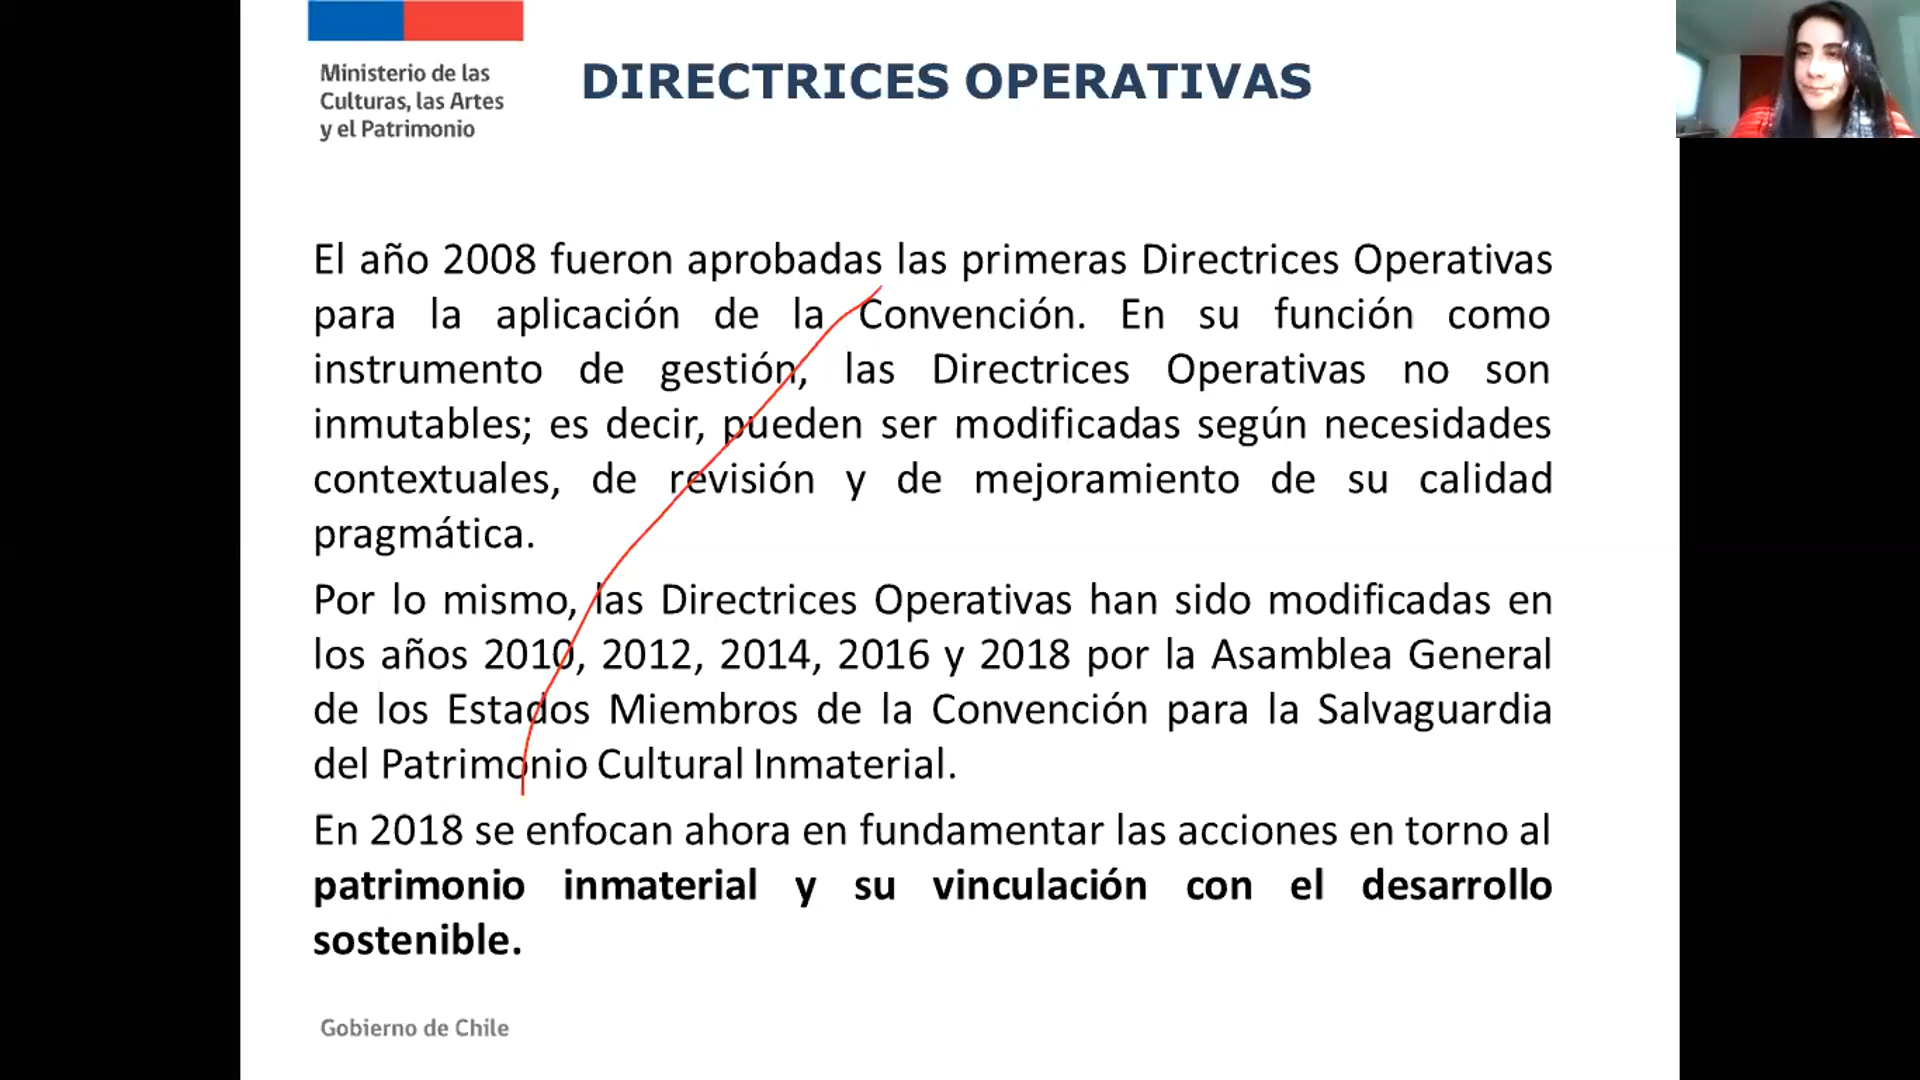 Ministerio de las
Culturas, las Artes
y el Patrimonio
DIRECTRICES OPERATIVAS
El año 2008 fueron aprobadas las primeras Directrices Operativas
para la aplicación de la Convención. En su función como
instrumento de gestión, las Directrices Operativas no son
inmutables; es decir, pueden ser modificadas según necesidades
contextuales, de revisión y de mejoramiento de su calidad
pragmática.
Por lo mismo, las Directrices Operativas han sido modificadas en
los años 2010, 2012, 2014, 2016 y 2018 por la Asamblea General
de los Estados Miembros de la Convención para la Salvaguardia
del Patrimonio Cultural Inmaterial.
En 2018 se enfocan ahora en fundamentar las acciones en torno al
patrimonio inmaterial y su vinculación con el desarrollo
sostenible.
Gobierno de Chile